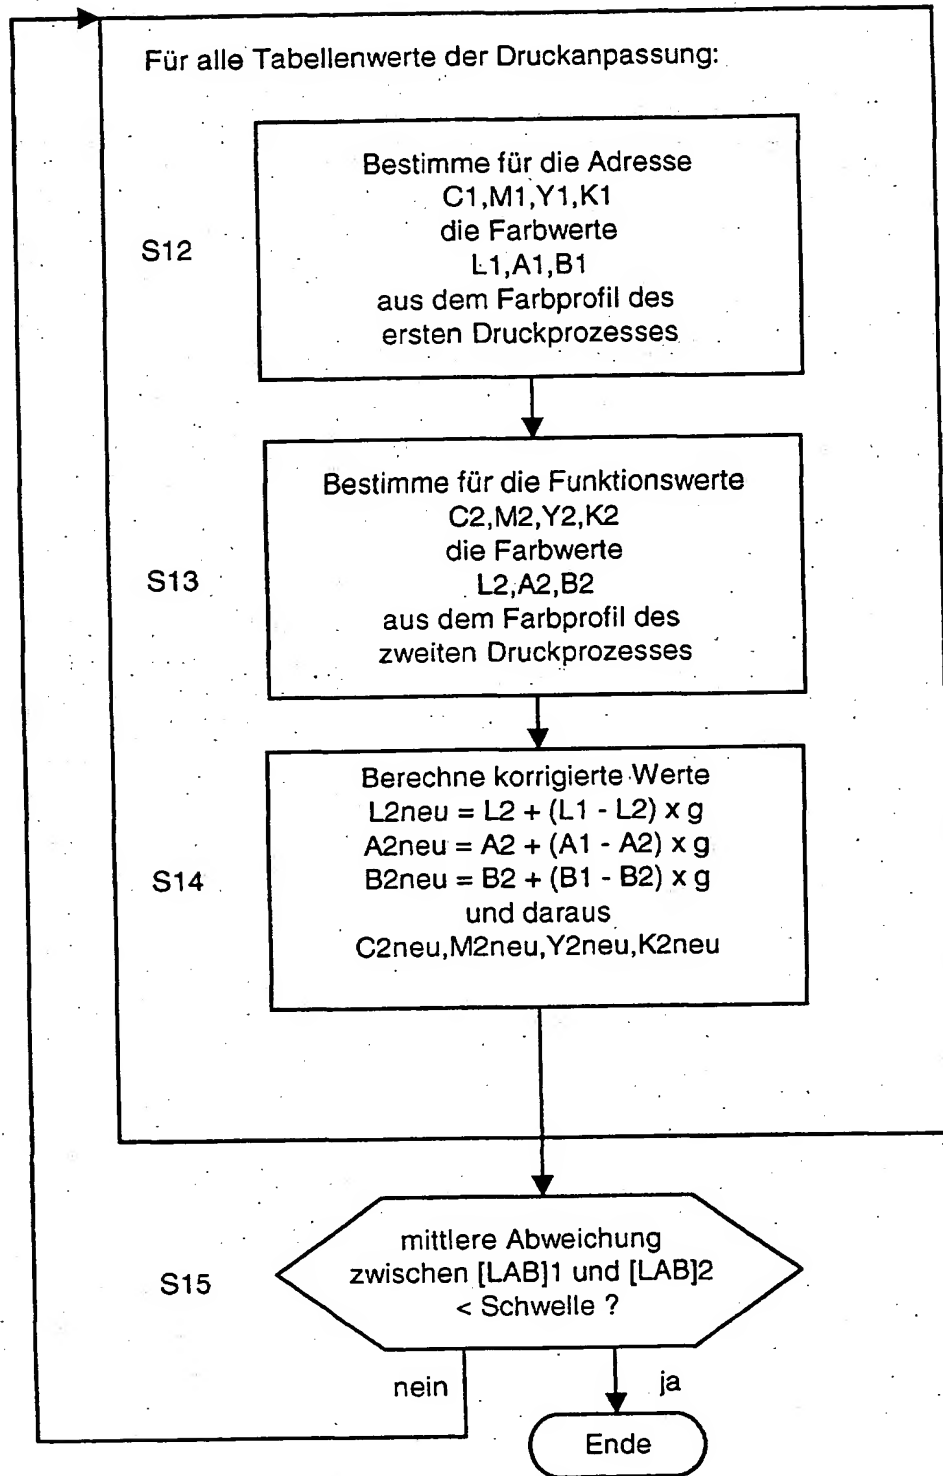 Für alle Tabellenwerte der Druckanpassung:
S12
Bestimme für die Adresse
C1,M1,Y1,K1
die Farbwerte
L1,A1,B1
aus dem Farbprofil des
ersten Druckprozesses
S13
Bestimme für die Funktionswerte
C2,M2,Y2,K2
die Farbwerte
L2,A2,B2
aus dem Farbprofil des
zweiten Druckprozesses
S14
Berechne korrigierte Werte
L2neu = L2 + (L1 - L2) x g
A2neu = A2 + (A1 - A2) x g
B2neu = B2 + (B1 - B2) x g
und daraus
C2neu,M2neu,Y2neu,K2neu
S15
mittlere Abweichung
zwischen [LAB]1 und [LAB]2
< Schwelle ?
nein
ja
Ende